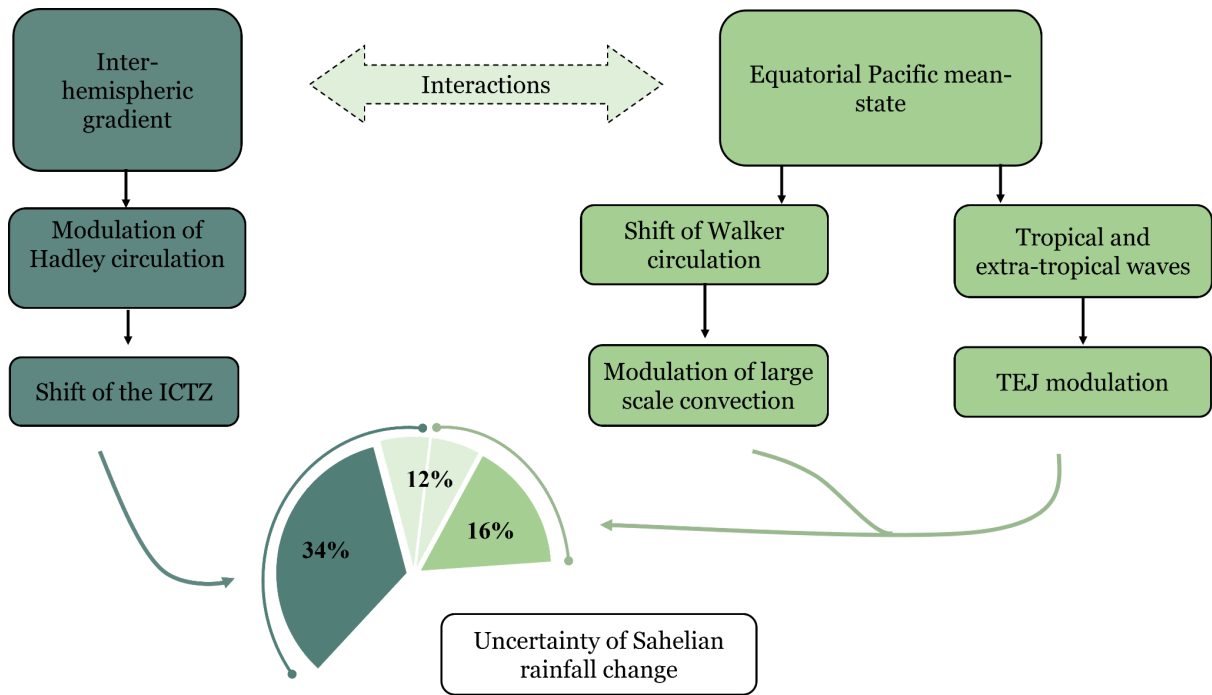 Inter-
hemispheric
gradient
Interactions
Equatorial Pacific mean-
state
Modulation of
Hadley circulation
Shift of Walker
circulation
Tropical and
extra-tropical waves
Shift of the ICTZ
Modulation of large
scale convection
TEJ modulation
12%
34%
16%
Uncertainty of Sahelian
rainfall change